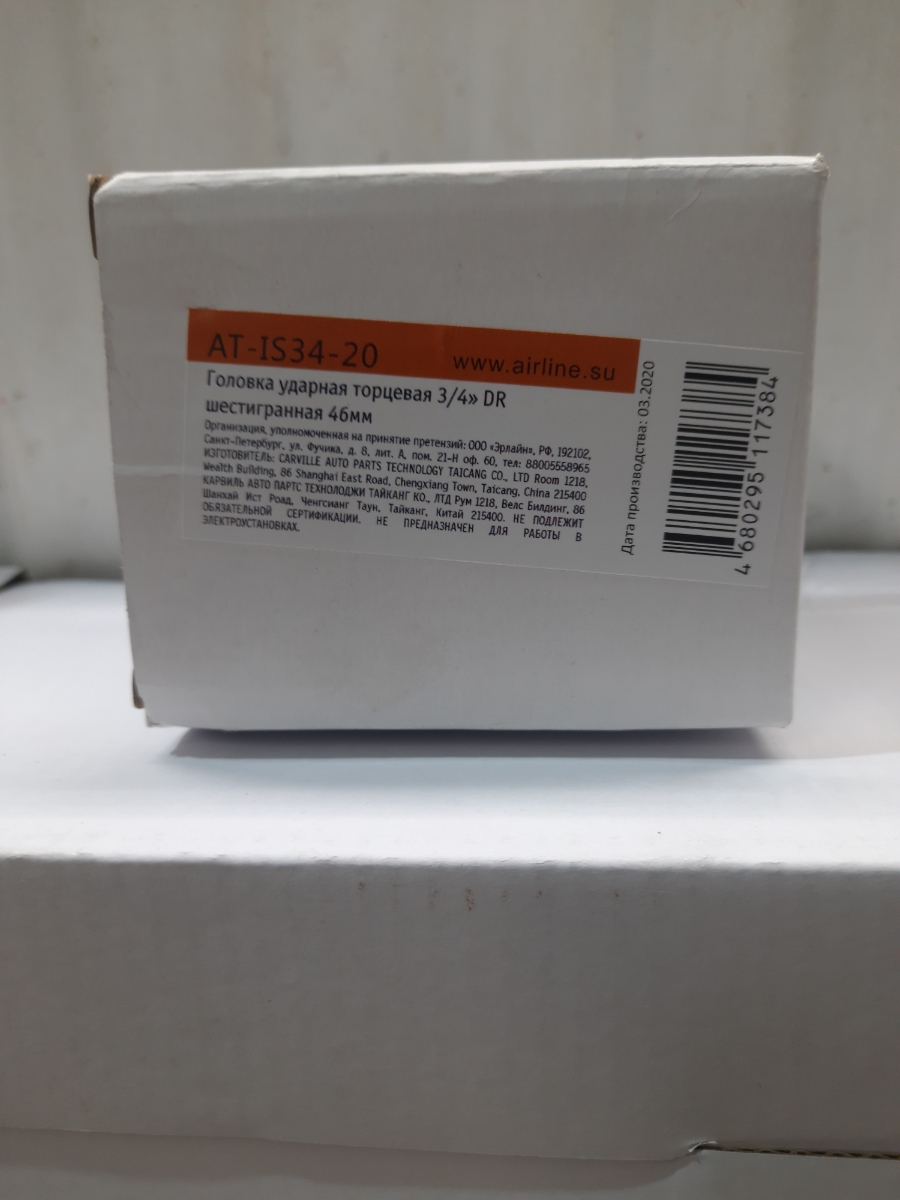 AT-IS34-20
www.airline.su
Головка ударная торцевая 3/4» DR
шестигранная 46мм
Организация, уполномоченная на принятие претензий: ООО «Эрлайн», РФ, 192102,
Санкт-Петербург, ул. Фучика, д. 8, лит. А, пом. 21-Н оф. 60, тел: 88005558965
ИЗГОТОВИТЕЛЬ: CARVILLE AUTO PARTS TECHNOLOGY TAICANG CO., LTD Room 1218,
Wealth Building, 86 Shanghai East Road, Chengxiang Town, Taicang, China 215400
КАРВИЛЬ АВТО ПАРТС ТЕХНОЛОДЖИ ТАЙКАНГ КО., ЛТД Рум 1218, Велс Билдинг, 86
Шанхай Ист Роад, Ченгсианг Таун, Тайканг, Китай 215400. НЕ ПОДЛЕЖИТ
ОБЯЗАТЕЛЬНОЙ СЕРТИФИКАЦИИ. НЕ ПРЕДНАЗНАЧЕН ДЛЯ РАБОТЫ В
ЭЛЕКТРОУСТАНОВКАХ.
Дата производства: 03.2020
4 680295 117384